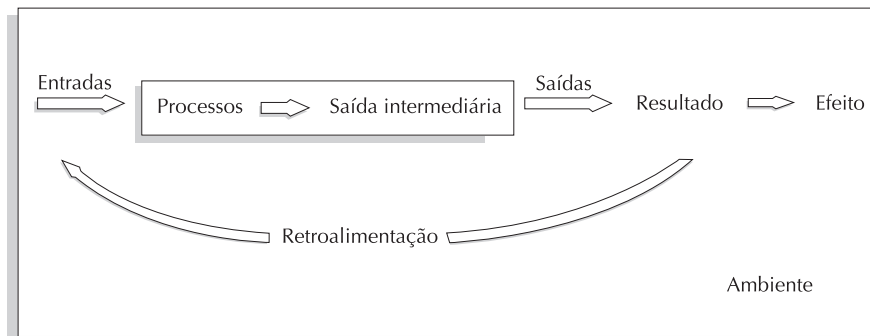 Entradas
Processos
Saída intermediária
Saídas
Resultado
Efeito
Retroalimentação
Ambiente